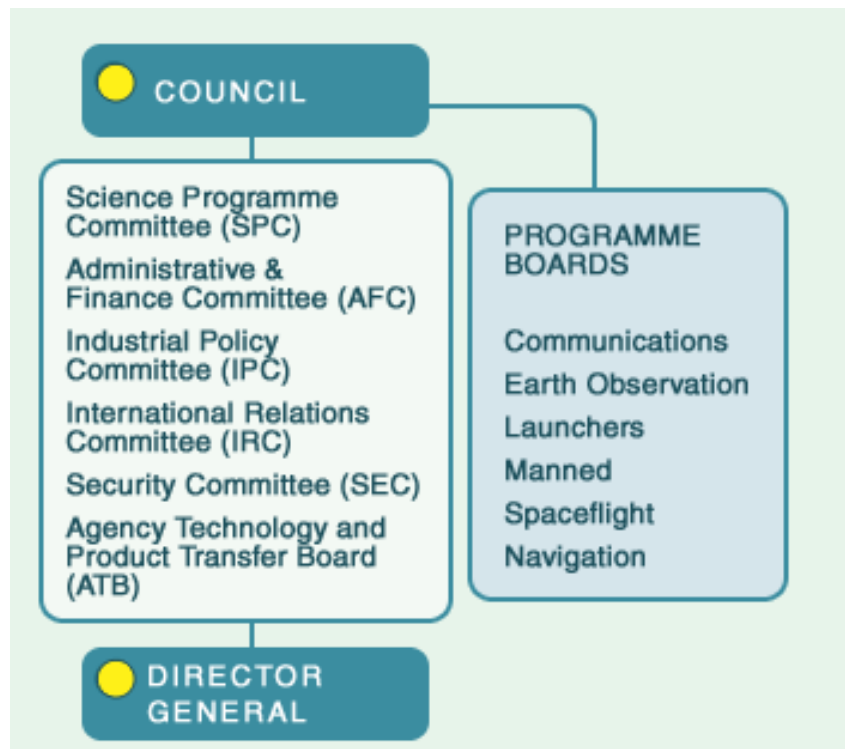 COUNCIL
Science Programme
Committee (SPC)
Administrative &
Finance Committee (AFC)
Industrial Policy
Committee (IPC)
International Relations
Committee (IRC)
Security Committee (SEC)
Agency Technology and
Product Transfer Board
(ATB)
PROGRAMME
BOARDS
Communications
Earth Observation
Launchers
Manned
Spaceflight
Navigation
DIRECTOR
GENERAL